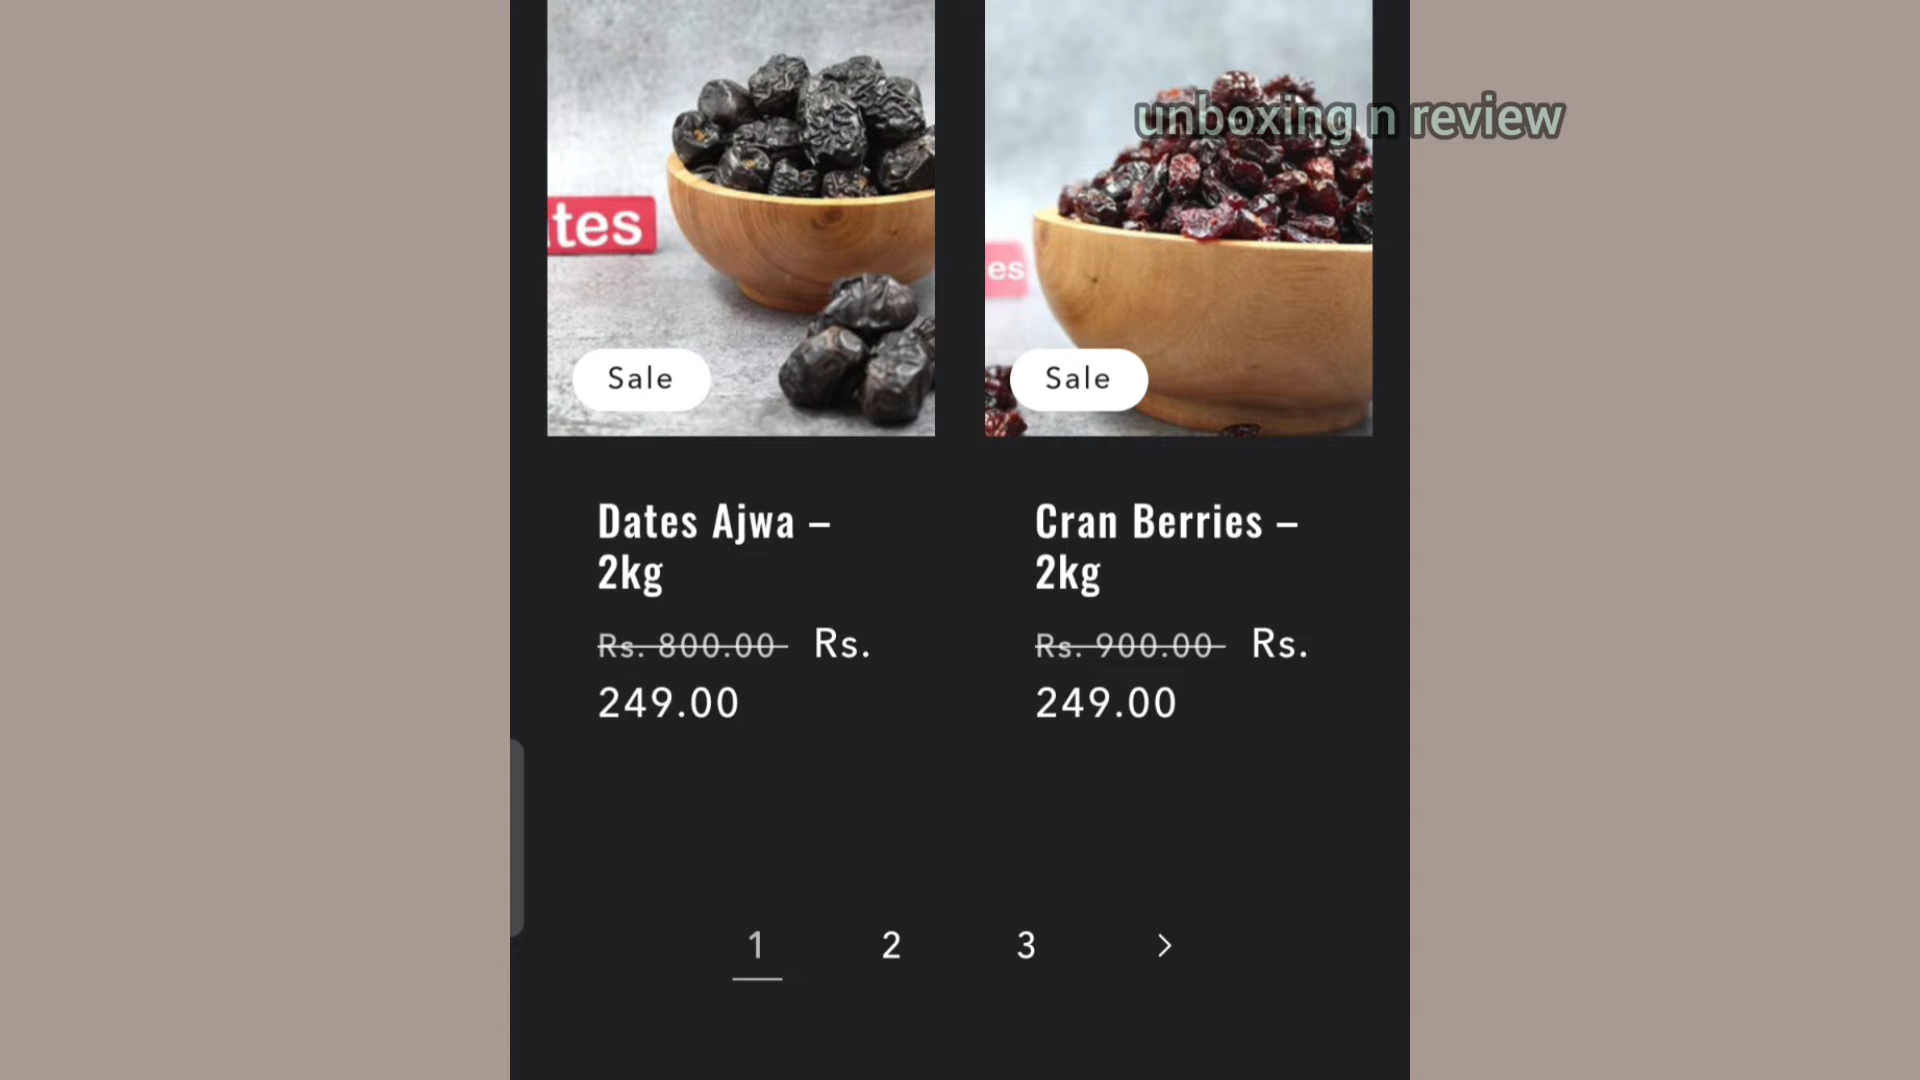 unboxing n review
tes
es
Sale
Sale
Dates Ajwa –
2kg
Rs. 800.00 Rs.
249.00
Cran Berries –
2kg
Rs. 900.00 Rs.
249.00
1 2 3